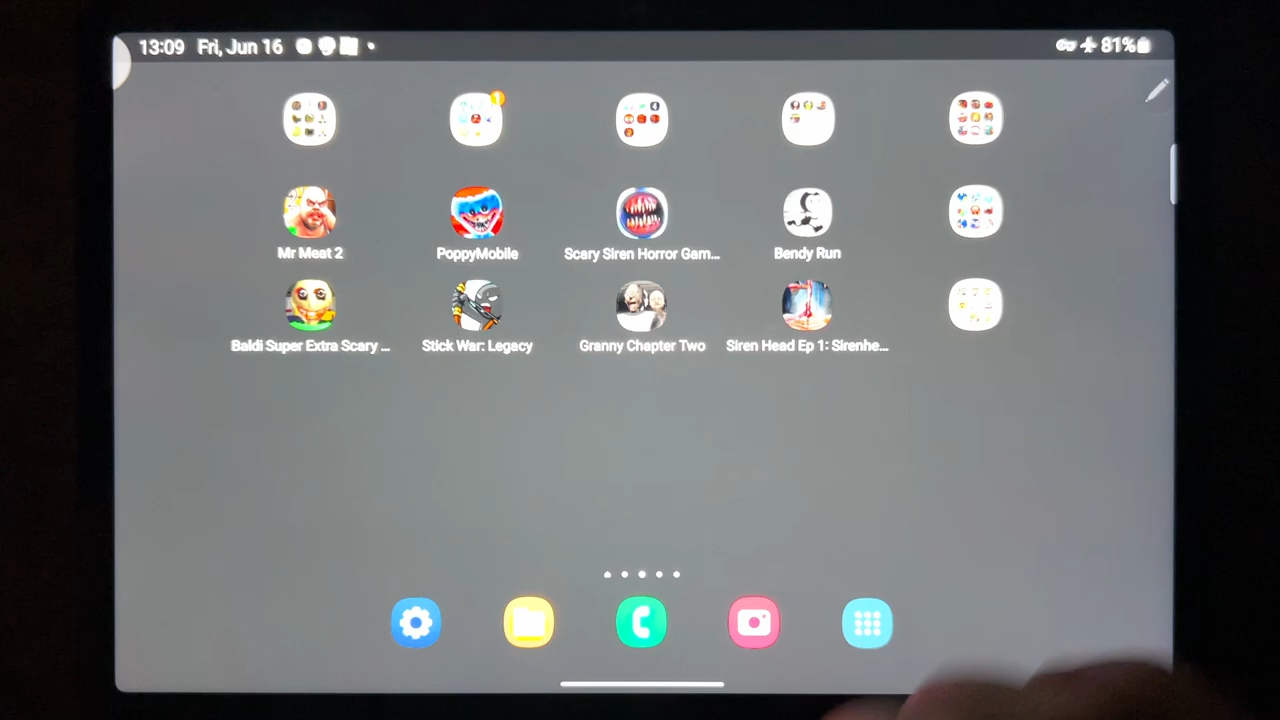 13:09 Fri, Jun 16
81%
1
Mr Meat 2
PoppyMobile
Scary Siren Horror Gam...
Bendy Run
Baldi Super Extra Scary ...
Stick War: Legacy
Granny Chapter Two
Siren Head Ep 1: Sirenhe...